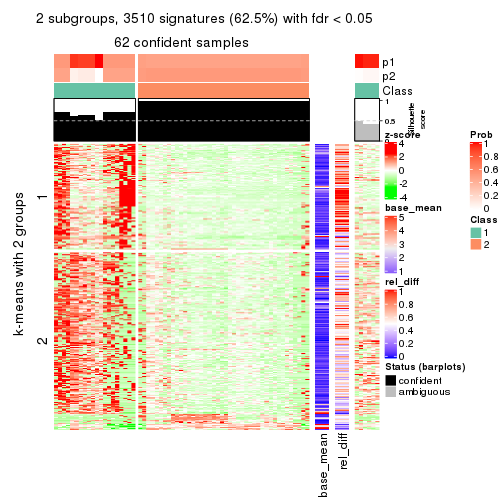 2 subgroups, 3510 signatures (62.5%) with fdr < 0.05
62 confident samples
p1
p2
Class
1
0.5
0
Silhouette
score
k-means with 2 groups
1
2
z-score
4
2
0
-2
-4
base_mean
5
4
3
2
1
rel_diff
1
0.8
0.6
0.4
0.2
0
Status (barplots)
confident
ambiguous
Prob
1
0.8
0.6
0.4
0.2
0
Class
1
2
base_mean
rel_diff